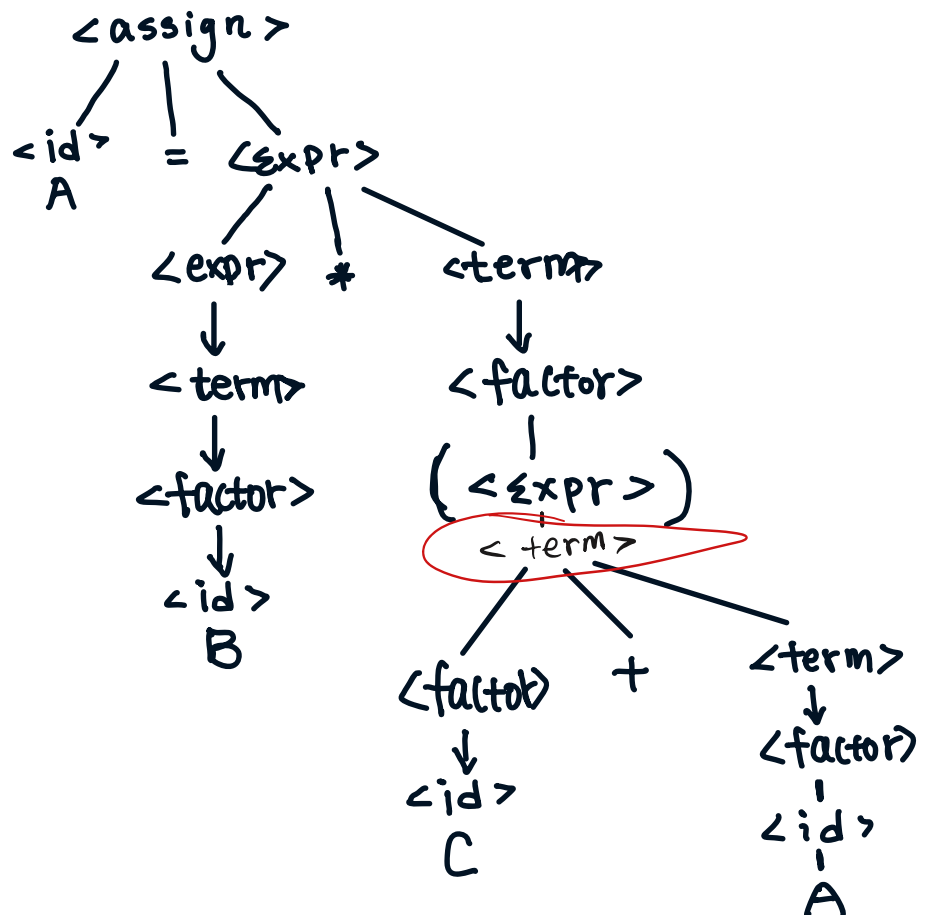 <assign>
<id> = <Expr>
A
<expr> * <term>
<term> <factor>
<factor> ( <Expr> )
<term>
<id>
B
<factor> + <term>
<factor>
<id>
<id>
C
A